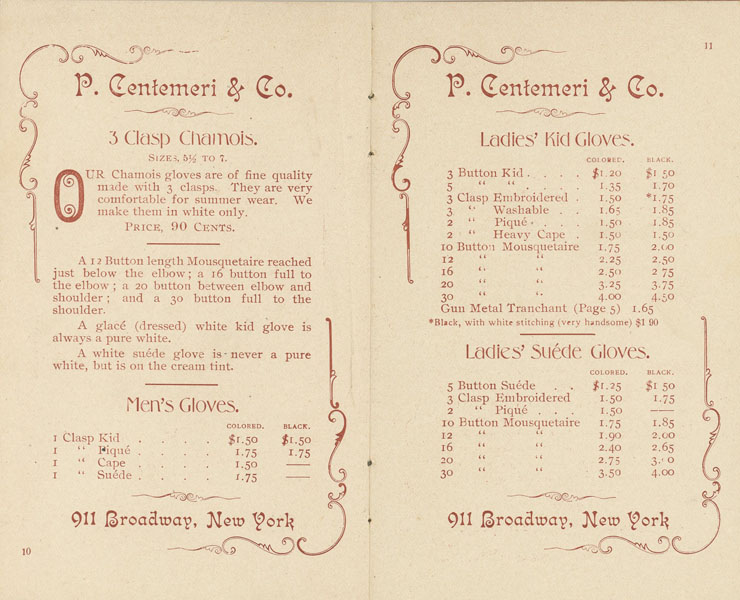 P. Centemeri & Co.
3 Clasp Chamois.
Sizes, 5½ to 7.
Our Chamois gloves are of fine quality
made with 3 clasps. They are very
comfortable for summer wear. We
make them in white only.
Price, 90 Cents.
A 12 Button length Mousquetaire reached
just below the elbow; a 16 button full to
the elbow; a 20 button between elbow and
shoulder; and a 30 button full to the
shoulder.
A glacé (dressed) white kid glove is
always a pure white.
A white suéde glove is never a pure
white, but is on the cream tint.
Men's Gloves.
COLORED. BLACK.
1 Clasp Kid . . . . $1.50 $1.50
1 " Piqué . . . . 1.75 1.75
1 " Cape . . . . 1.50 —
1 " Suéde . . . . 1.75 —
911 Broadway, New York
10
11
P. Centemeri & Co.
Ladies' Kid Gloves.
COLORED. BLACK.
3 Button Kid . . . . $1.20 $1 50
5 " " . . . . 1.35 1.70
3 Clasp Embroidered . 1.50 *1.75
3 " Washable . . 1.65 1.85
2 " Piqué . . . 1.50 1.85
2 " Heavy Cape . 1.50 1.50
10 Button Mousquetaire 1.75 2.00
12 " " 2.25 2.50
16 " " 2.50 2 75
20 " " 3.25 3.75
30 " " 4.00 4.50
Gun Metal Tranchant (Page 5) 1.65
*Black, with white stitching (very handsome) $1 90
Ladies' Suéde Gloves.
COLORED. BLACK.
5 Button Suéde . . $1.25 $1 50
3 Clasp Embroidered 1.50 1.75
2 " Piqué . . . 1.50 —
10 Button Mousquetaire 1.75 1.85
12 " " 1.90 2.00
16 " " 2.40 2.65
20 " " 2.75
30 " " 3.50 4.00
911 Broadway, New York